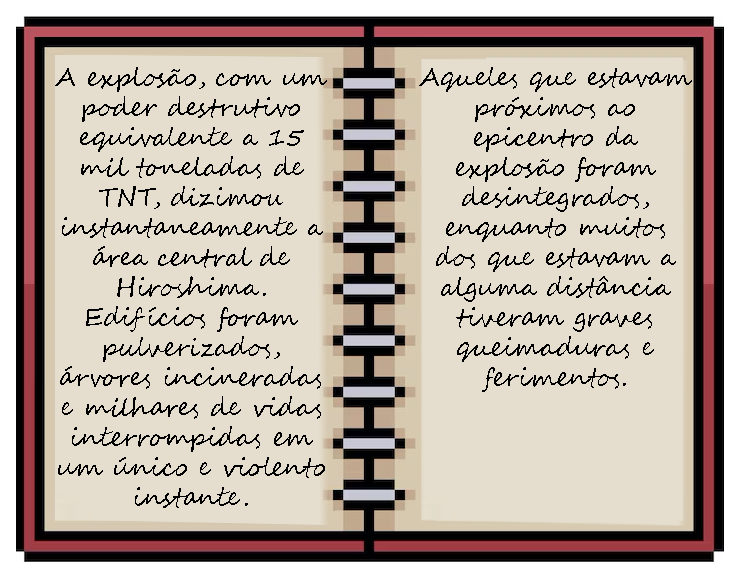 A explosão, com um
poder destrutivo
equivalente a 15
mil toneladas de
TNT, dizimou
instantaneamente a
área central de
Hiroshima.
Edifícios foram
pulverizados,
árvores incineradas
e milhares de vidas
interrompidas em
um único e violento
instante.
Aqueles que estavam
próximos ao
epicentro da
explosão foram
desintegrados,
enquanto muitos
dos que estavam a
alguma distância
tiveram graves
queimaduras e
ferimentos.